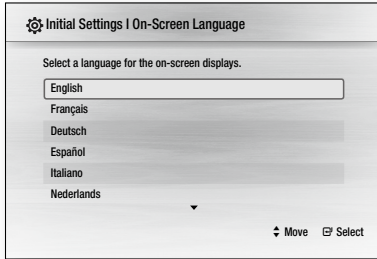 Initial Settings I On-Screen Language
Select a language for the on-screen displays.
English
Français
Deutsch
Español
Italiano
Nederlands
Move Select